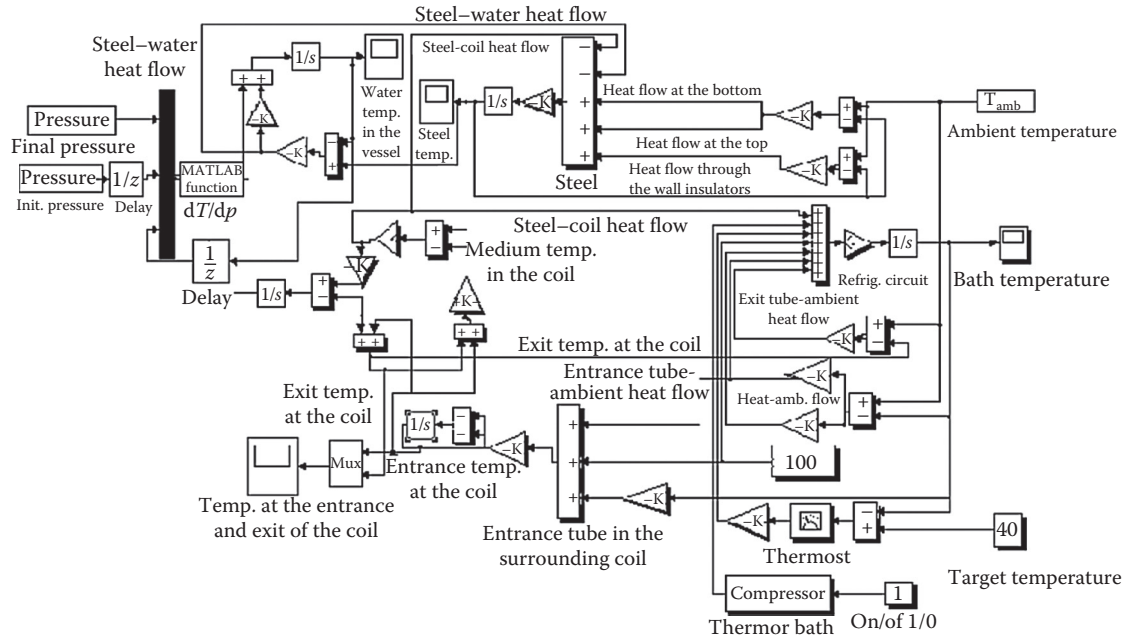 Steel–water heat flow
Steel–water
heat flow
Steel-coil heat flow
1/s
+ +
–K
Water
temp.
in the
vessel
Steel
temp.
1/s
–K
–
–
+
+
+
Steel
Heat flow at the bottom
Heat flow at the top
Heat flow through
the wall insulators
–K
+
–
–K
+
–
T amb
Ambient temperature
Pressure
Final pressure
Pressure
Init. pressure
1/z
Delay
MATLAB
function
dT/dp
–K
–
+
1/z
Delay
Steel–coil heat flow
+
–
Medium temp.
in the coil
–K
1/s
+
–
+K–
+ +
+ +
1/s
Refrig. circuit
Bath temperature
Exit tube-ambient
heat flow
–K
+
–
Exit temp. at the coil
Entrance tube-
ambient heat flow
–K
Heat-amb. flow
–K
+
–
Exit temp.
at the coil
1/s
–
–
–K
Mux
Entrance temp.
at the coil
Temp. at the entrance
and exit of the coil
+
+
+
Entrance tube in the
surrounding coil
–K
100
–K
Thermost
–
+
40
Target temperature
Compressor
Thermor bath
1
On/of 1/0